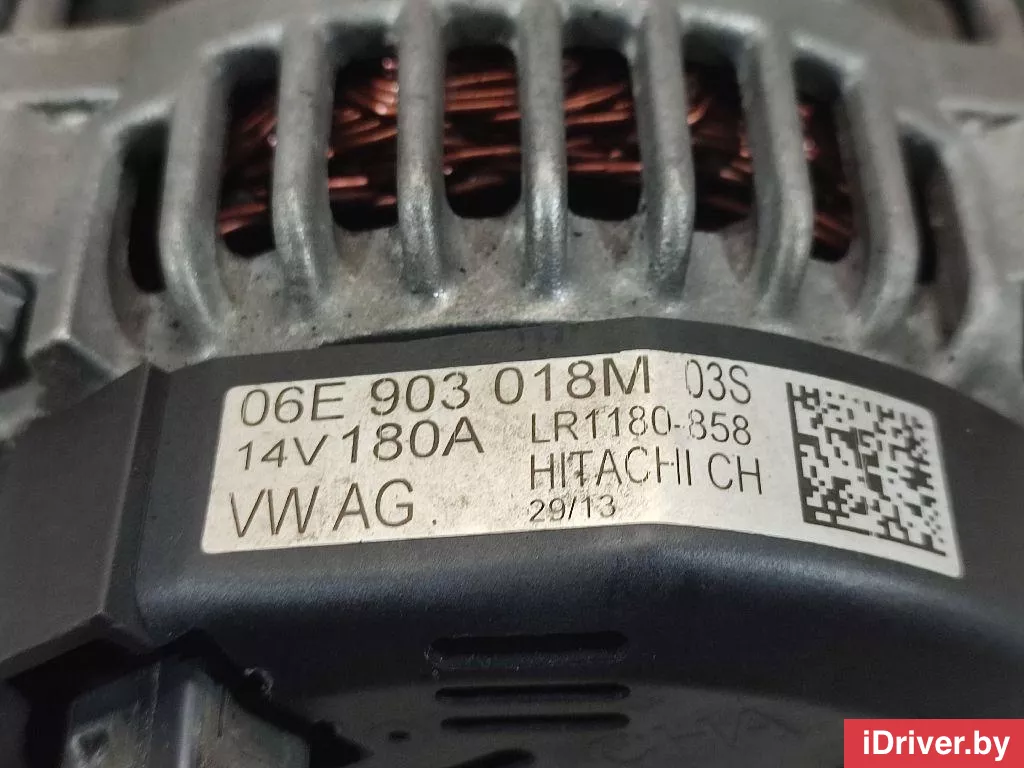 06E 903 018M 03S
14V 180A LR1180-858
VW AG. HITACHI CH
29/13
iDriver.by